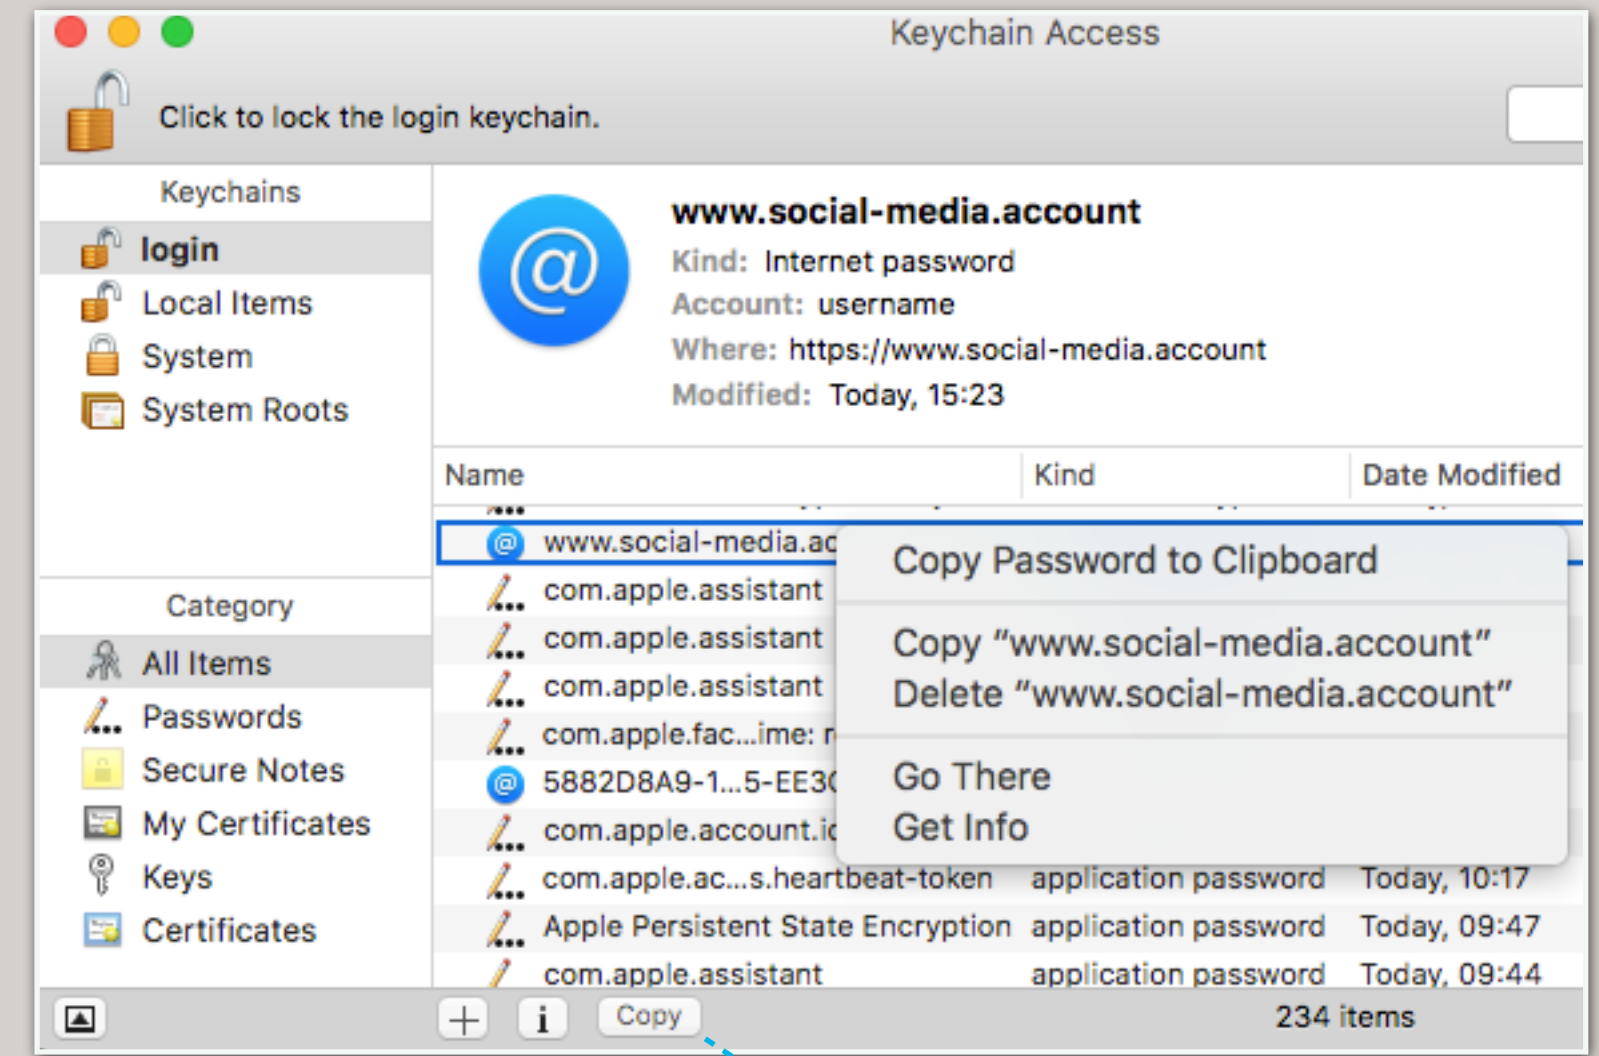 Keychain Access
Click to lock the login keychain.
Keychains
login
Local Items
System
System Roots
Category
All Items
Passwords
Secure Notes
My Certificates
Keys
Certificates
www.social-media.account
Kind: Internet password
Account: username
Where: https://www.social-media.account
Modified: Today, 15:23
Name Kind Date Modified
www.social-media.ac
com.apple.assistant
com.apple.assistant
com.apple.assistant
com.apple.fac...ime: r
5882D8A9-1...5-EE3
com.apple.account.i
com.apple.ac...s.heartbeat-token application password Today, 10:17
Apple Persistent State Encryption application password Today, 09:47
com.apple.assistant application password Today, 09:44
Copy Password to Clipboard
Copy “www.social-media.account”
Delete “www.social-media.account”
Go There
Get Info
Copy 234 items